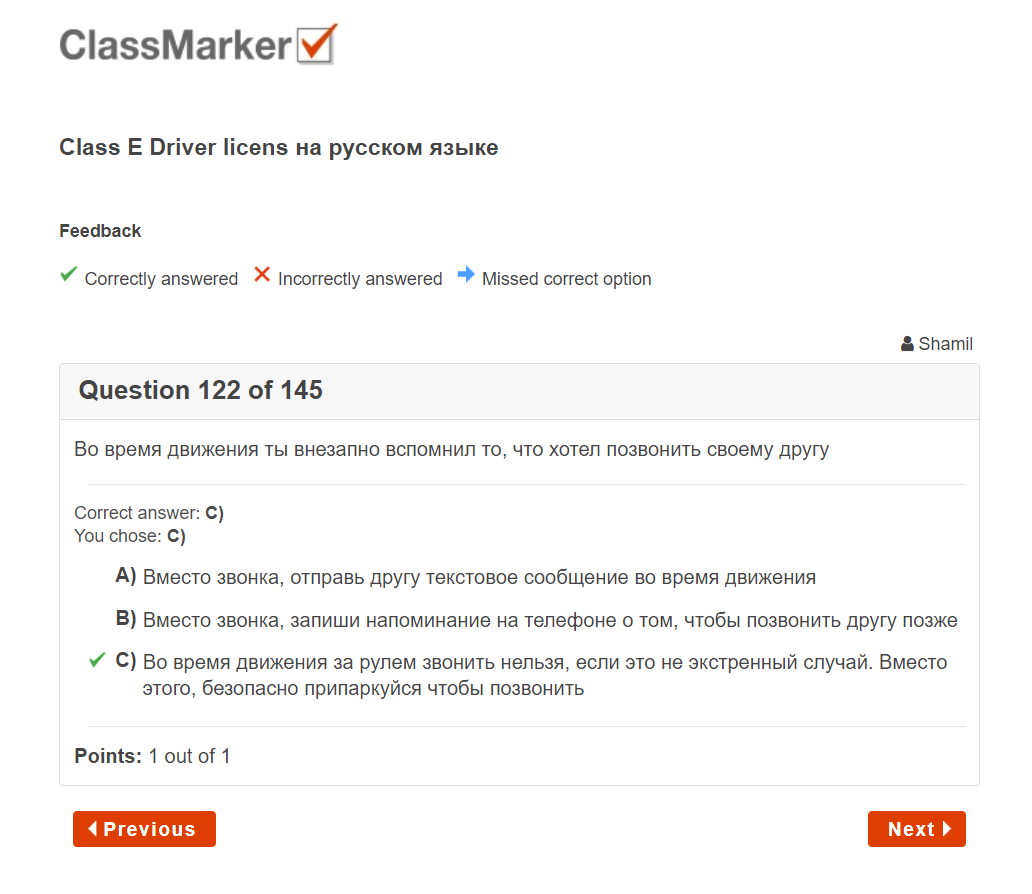 ClassMarker
Class E Driver licens на русском языке
Feedback
Correctly answered Incorrectly answered Missed correct option
Shamil
Question 122 of 145
Во время движения ты внезапно вспомнил то, что хотел позвонить своему другу
Correct answer: C)
You chose: C)
A) Вместо звонка, отправь другу текстовое сообщение во время движения
B) Вместо звонка, запиши напоминание на телефоне о том, чтобы позвонить другу позже
C) Во время движения за рулем звонить нельзя, если это не экстренный случай. Вместо
этого, безопасно припаркуйся чтобы позвонить
Points: 1 out of 1
Previous Next